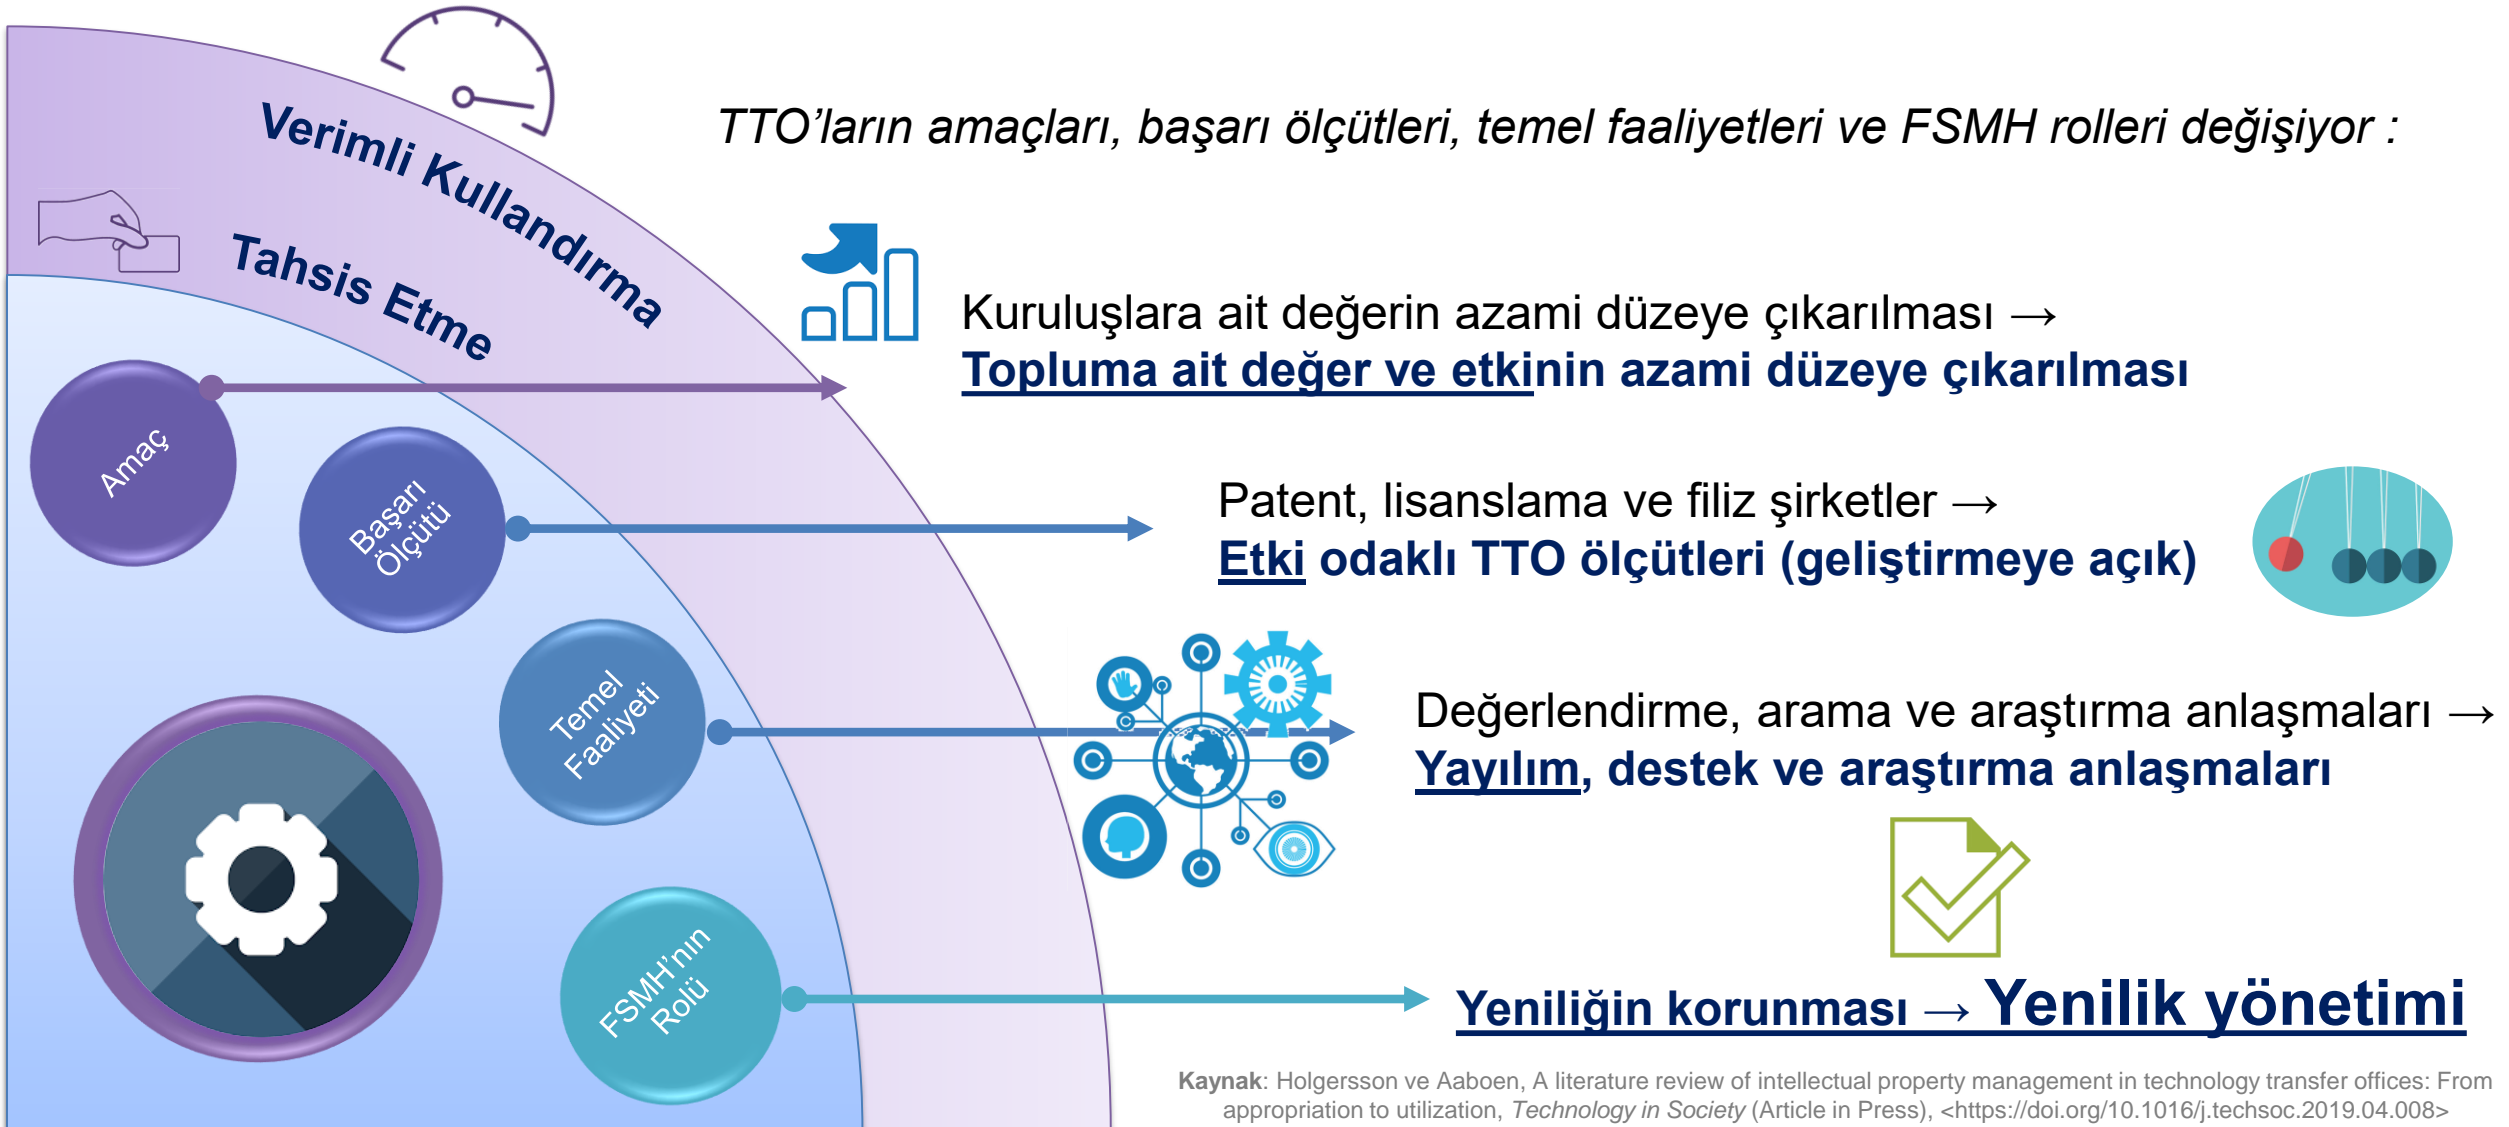 TTO’ların amaçları, başarı ölçütleri, temel faaliyetleri ve FSMH rolleri değişiyor :
Verimli Kullandırma
Tahsis Etme
Amaç
Kuruluşlara ait değerin azami düzeye çıkarılması →
Topluma ait değer ve etkinin azami düzeye çıkarılması
Başarı
Ölçütü
Patent, lisanslama ve filiz şirketler →
Etki odaklı TTO ölçütleri (geliştirmeye açık)
Temel
Faaliyeti
Değerlendirme, arama ve araştırma anlaşmaları →
Yayılım, destek ve araştırma anlaşmaları
FSMH’nın
Rolü
Yeniliğin korunması → Yenilik yönetimi
Kaynak: Holgersson ve Aaboen, A literature review of intellectual property management in technology transfer offices: From
appropriation to utilization, Technology in Society (Article in Press), <https://doi.org/10.1016/j.techsoc.2019.04.008>